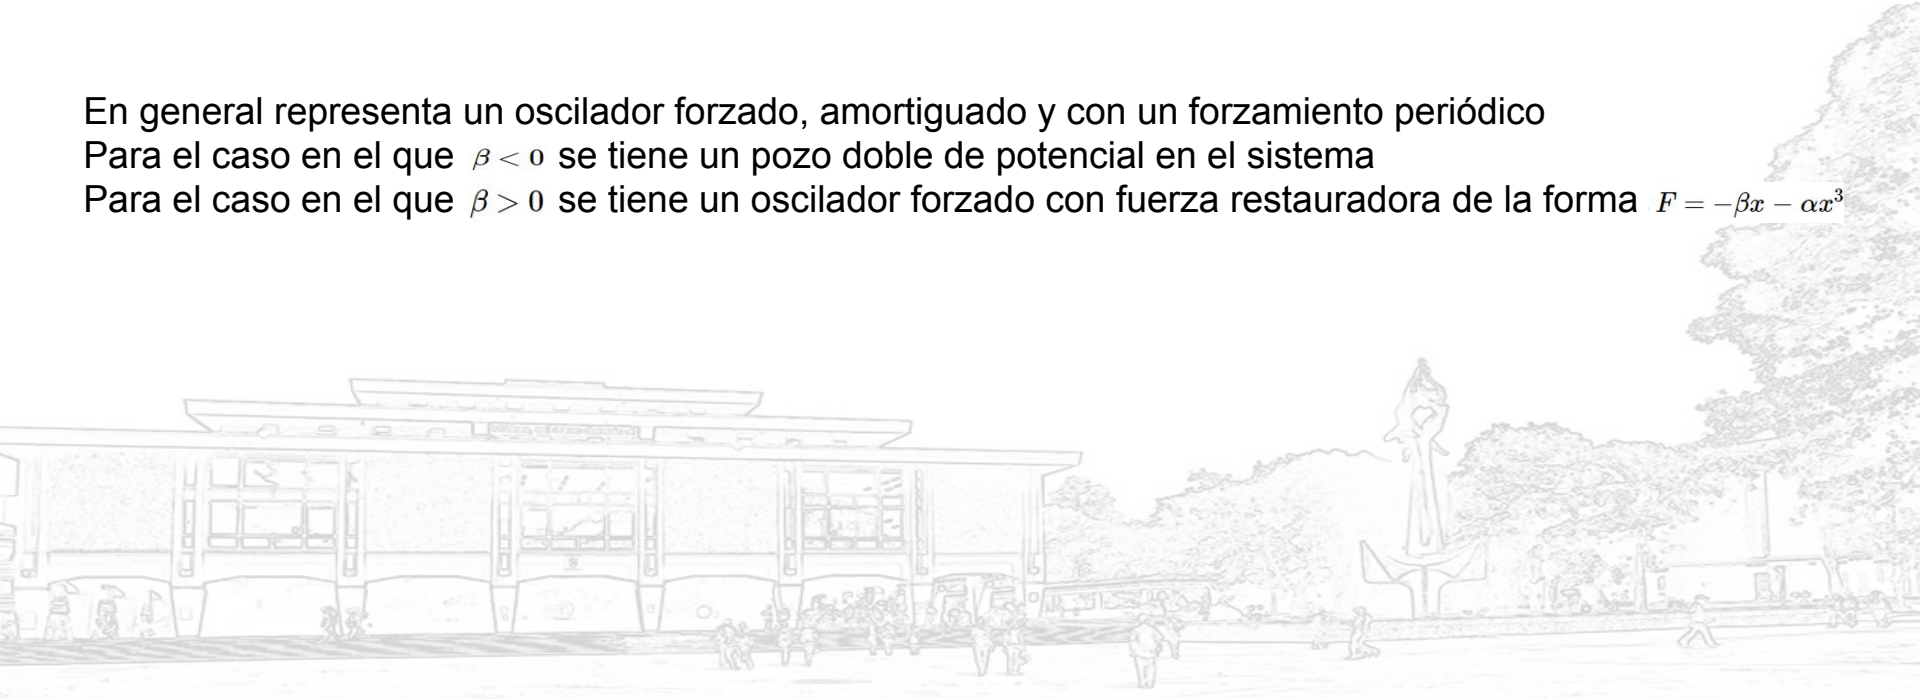 En general representa un oscilador forzado, amortiguado y con un forzamiento periódico
Para el caso en el que β < 0 se tiene un pozo doble de potencial en el sistema
Para el caso en el que β > 0 se tiene un oscilador forzado con fuerza restauradora de la forma F = −βx − αx³